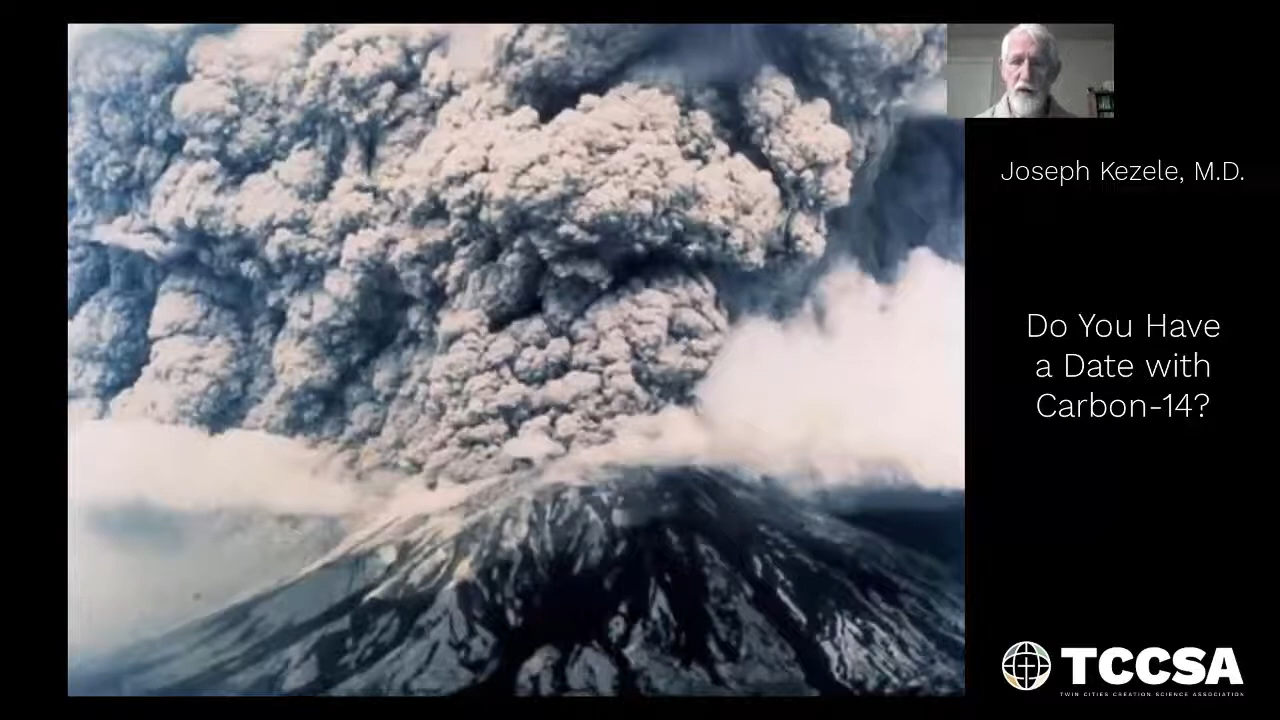 Joseph Kezele, M.D.
Do You Have
a Date with
Carbon-14?
TCCSA
TWIN CITIES CREATION SCIENCE ASSOCIATION